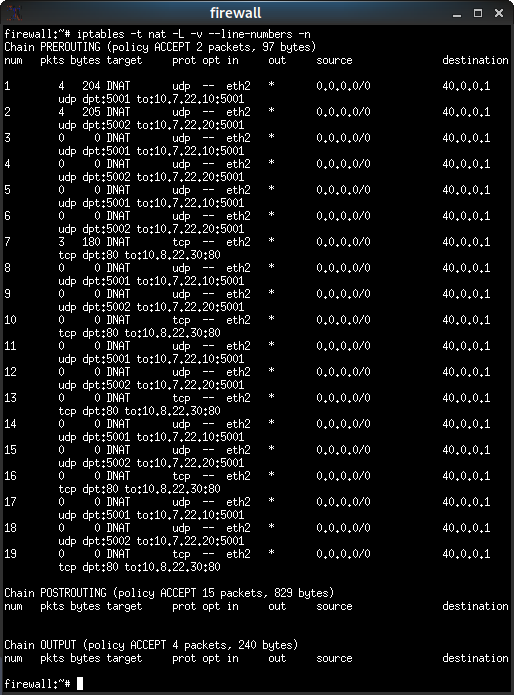 firewall
firewall:~# iptables -t nat -L -v --line-numbers -n
Chain PREROUTING (policy ACCEPT 2 packets, 97 bytes)
num   pkts bytes target     prot opt in     out     source               destination
1        4   204 DNAT       udp  --  eth2   *       0.0.0.0/0            40.0.0.1
udp dpt:5001 to:10.7.22.10:5001
2        4   205 DNAT       udp  --  eth2   *       0.0.0.0/0            40.0.0.1
udp dpt:5002 to:10.7.22.20:5001
3        0     0 DNAT       udp  --  eth2   *       0.0.0.0/0            40.0.0.1
udp dpt:5001 to:10.7.22.10:5001
4        0     0 DNAT       udp  --  eth2   *       0.0.0.0/0            40.0.0.1
udp dpt:5002 to:10.7.22.20:5001
5        0     0 DNAT       udp  --  eth2   *       0.0.0.0/0            40.0.0.1
udp dpt:5001 to:10.7.22.10:5001
6        0     0 DNAT       udp  --  eth2   *       0.0.0.0/0            40.0.0.1
udp dpt:5002 to:10.7.22.20:5001
7        3   180 DNAT       tcp  --  eth2   *       0.0.0.0/0            40.0.0.1
tcp dpt:80 to:10.8.22.30:80
8        0     0 DNAT       udp  --  eth2   *       0.0.0.0/0            40.0.0.1
udp dpt:5001 to:10.7.22.10:5001
9        0     0 DNAT       udp  --  eth2   *       0.0.0.0/0            40.0.0.1
udp dpt:5002 to:10.7.22.20:5001
10       0     0 DNAT       tcp  --  eth2   *       0.0.0.0/0            40.0.0.1
tcp dpt:80 to:10.8.22.30:80
11       0     0 DNAT       udp  --  eth2   *       0.0.0.0/0            40.0.0.1
udp dpt:5001 to:10.7.22.10:5001
12       0     0 DNAT       udp  --  eth2   *       0.0.0.0/0            40.0.0.1
udp dpt:5002 to:10.7.22.20:5001
13       0     0 DNAT       tcp  --  eth2   *       0.0.0.0/0            40.0.0.1
tcp dpt:80 to:10.8.22.30:80
14       0     0 DNAT       udp  --  eth2   *       0.0.0.0/0            40.0.0.1
udp dpt:5001 to:10.7.22.10:5001
15       0     0 DNAT       udp  --  eth2   *       0.0.0.0/0            40.0.0.1
udp dpt:5002 to:10.7.22.20:5001
16       0     0 DNAT       tcp  --  eth2   *       0.0.0.0/0            40.0.0.1
tcp dpt:80 to:10.8.22.30:80
17       0     0 DNAT       udp  --  eth2   *       0.0.0.0/0            40.0.0.1
udp dpt:5001 to:10.7.22.10:5001
18       0     0 DNAT       udp  --  eth2   *       0.0.0.0/0            40.0.0.1
udp dpt:5002 to:10.7.22.20:5001
19       0     0 DNAT       tcp  --  eth2   *       0.0.0.0/0            40.0.0.1
tcp dpt:80 to:10.8.22.30:80
Chain POSTROUTING (policy ACCEPT 15 packets, 829 bytes)
num   pkts bytes target     prot opt in     out     source               destination
Chain OUTPUT (policy ACCEPT 4 packets, 240 bytes)
num   pkts bytes target     prot opt in     out     source               destination
firewall:~#